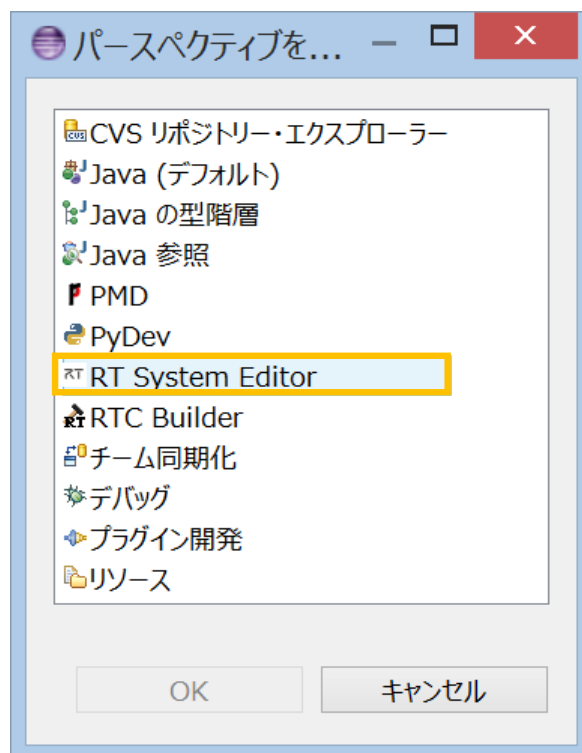 パースペクティブを...
CVS リポジトリー・エクスプローラー
Java (デフォルト)
Java の型階層
Java 参照
PMD
PyDev
RT System Editor
RTC Builder
チーム同期化
デバッグ
プラグイン開発
リソース
OK キャンセル